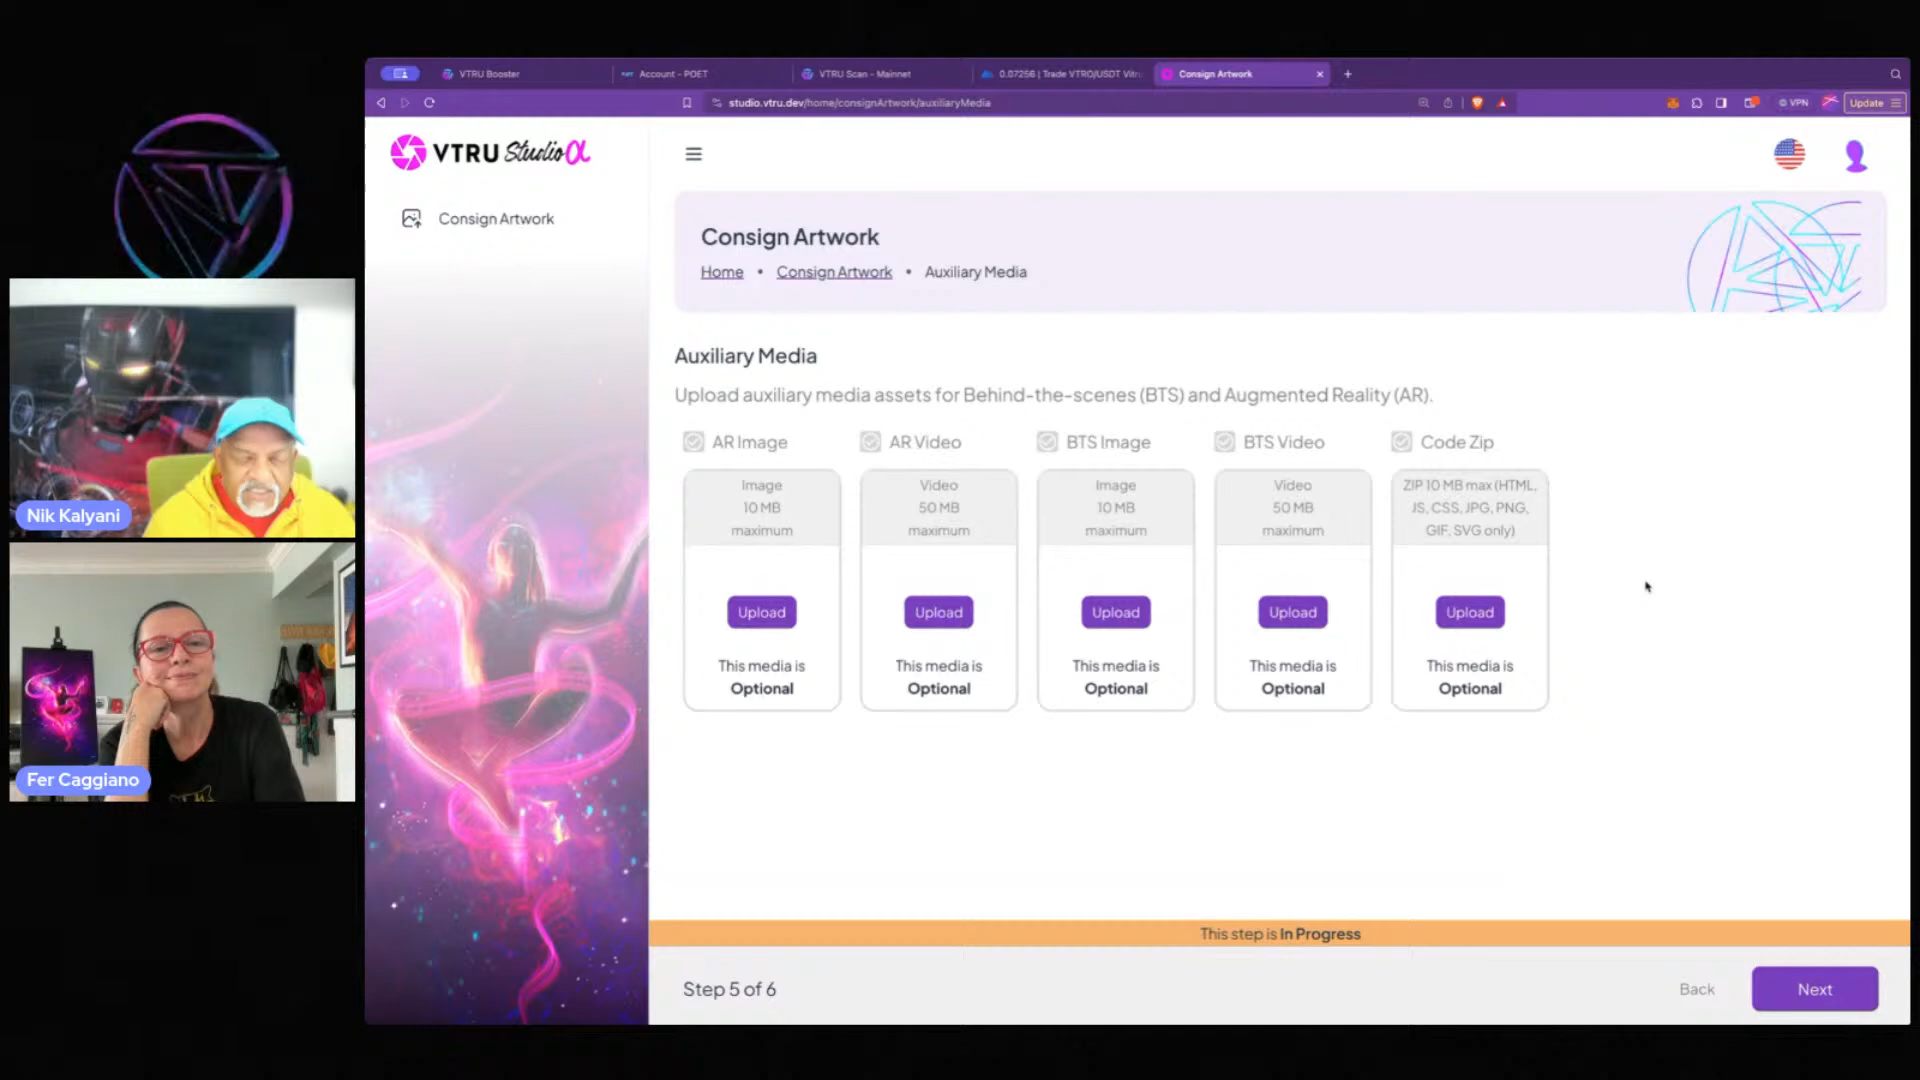 VTRU Booster
Account - POET
VTRU Scan - Mainnet
0.07256 | Trade VTRO/USDT Vitru
Consign Artwork
studio.vtru.dev/home/consignArtwork/auxiliaryMedia
VPN
Update
VTRU Studio α
Consign Artwork
Consign Artwork
Home • Consign Artwork • Auxiliary Media
Auxiliary Media
Upload auxiliary media assets for Behind-the-scenes (BTS) and Augmented Reality (AR).
AR Image
Image
10 MB
maximum
Upload
This media is
Optional
AR Video
Video
50 MB
maximum
Upload
This media is
Optional
BTS Image
Image
10 MB
maximum
Upload
This media is
Optional
BTS Video
Video
50 MB
maximum
Upload
This media is
Optional
Code Zip
ZIP 10 MB max (HTML,
JS, CSS, JPG, PNG,
GIF, SVG only)
Upload
This media is
Optional
This step is In Progress
Step 5 of 6
Back
Next
Nik Kalyani
Fer Caggiano